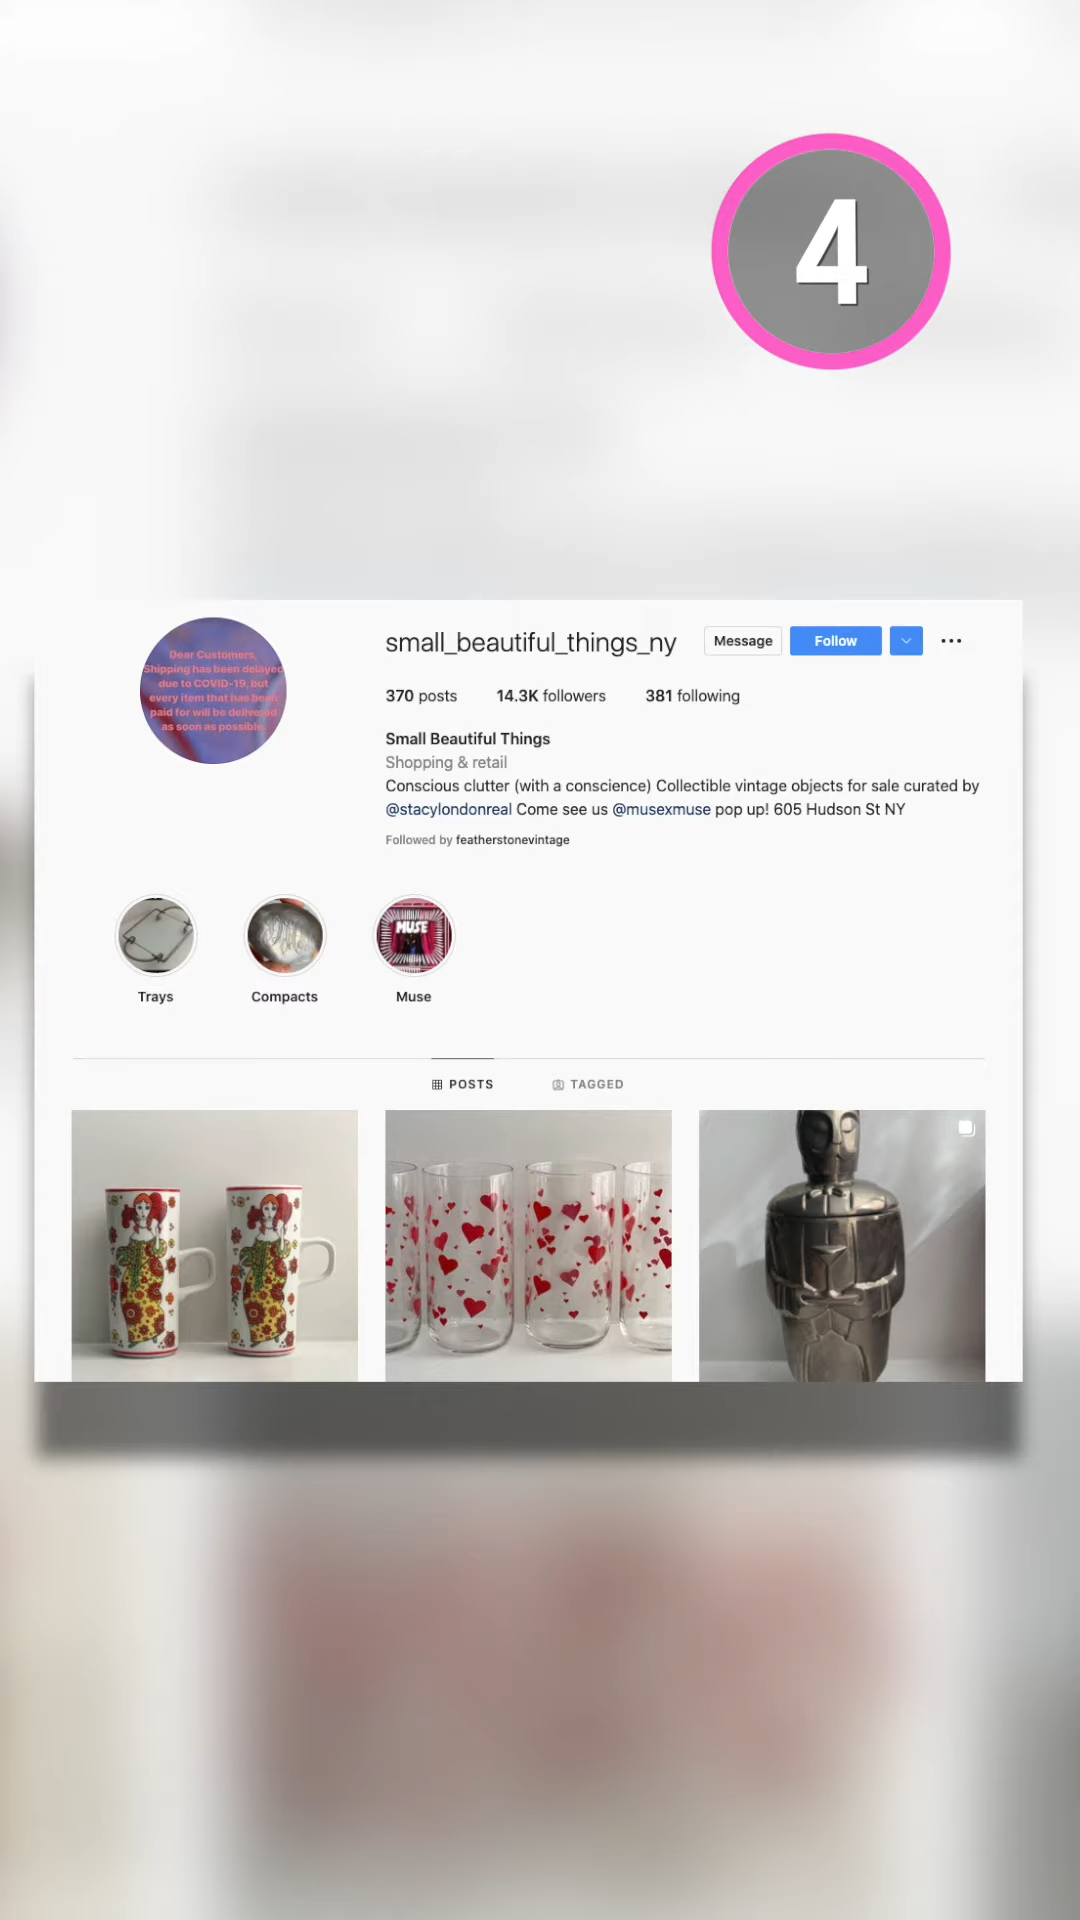 4
Dear Customers,
Shipping has been delayed
due to COVID-19, but
every item that has been
paid for will be delivered
as soon as possible.
small_beautiful_things_ny
Message
Follow
370 posts 14.3K followers 381 following
Small Beautiful Things
Shopping & retail
Conscious clutter (with a conscience) Collectible vintage objects for sale curated by
@stacylondonreal Come see us @musexmuse pop up! 605 Hudson St NY
Followed by featherstonevintage
MUSE
Trays Compacts Muse
POSTS TAGGED